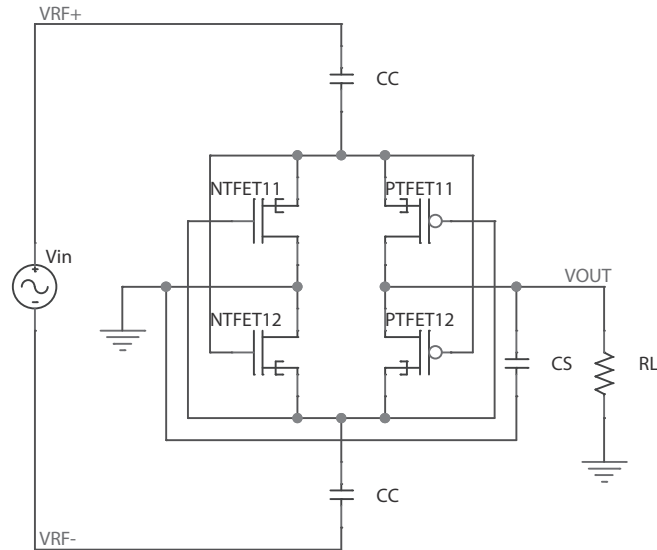 VRF+
CC
NTFET11
PTFET11
Vin
VOUT
NTFET12
PTFET12
CS
RL
CC
VRF-